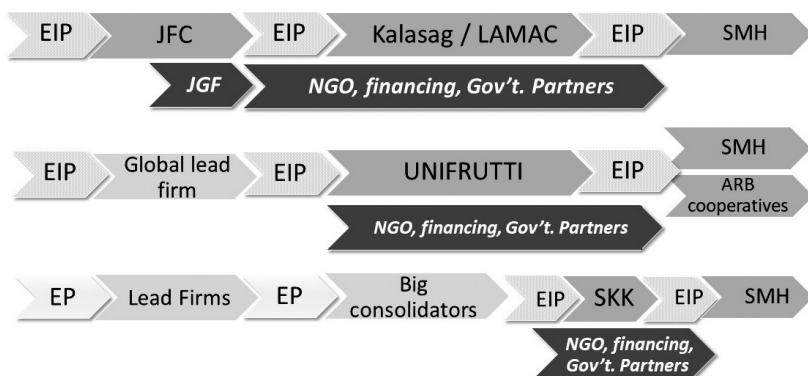 EIP JFC EIP Kalasag / LAMAC EIP SMH
JGF NGO, financing, Gov't. Partners
EIP Global lead firm EIP UNIFRUTTI EIP SMH
ARB cooperatives
NGO, financing, Gov't. Partners
EP Lead Firms EP Big consolidators EIP SKK EIP SMH
NGO, financing,
Gov't. Partners